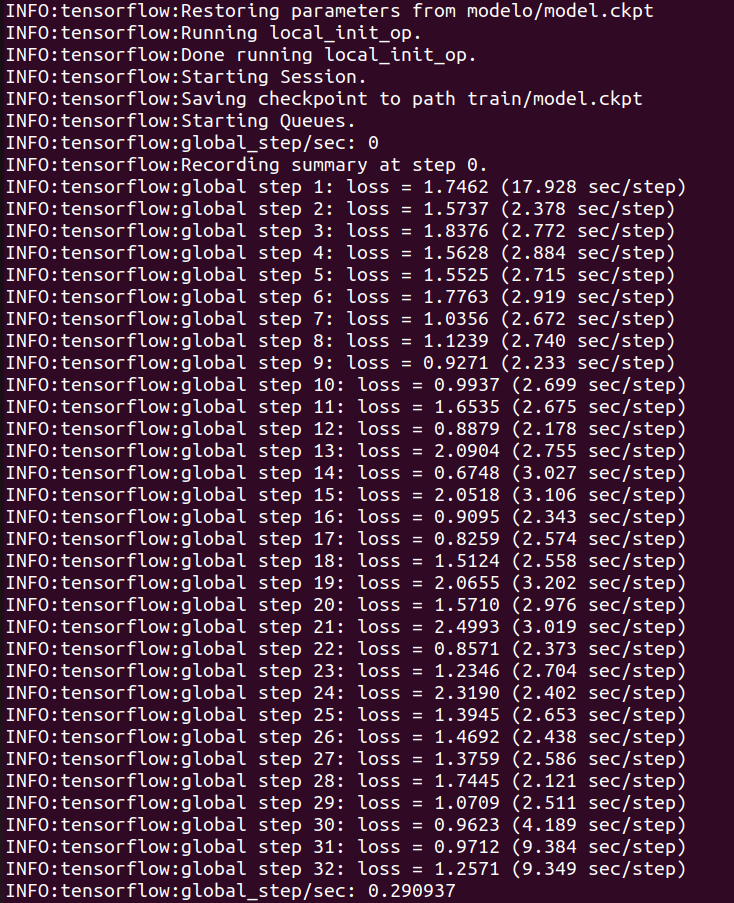 INFO:tensorflow:Restoring parameters from modelo/model.ckpt
INFO:tensorflow:Running local_init_op.
INFO:tensorflow:Done running local_init_op.
INFO:tensorflow:Starting Session.
INFO:tensorflow:Saving checkpoint to path train/model.ckpt
INFO:tensorflow:Starting Queues.
INFO:tensorflow:global_step/sec: 0
INFO:tensorflow:Recording summary at step 0.
INFO:tensorflow:global step 1: loss = 1.7462 (17.928 sec/step)
INFO:tensorflow:global step 2: loss = 1.5737 (2.378 sec/step)
INFO:tensorflow:global step 3: loss = 1.8376 (2.772 sec/step)
INFO:tensorflow:global step 4: loss = 1.5628 (2.884 sec/step)
INFO:tensorflow:global step 5: loss = 1.5525 (2.715 sec/step)
INFO:tensorflow:global step 6: loss = 1.7763 (2.919 sec/step)
INFO:tensorflow:global step 7: loss = 1.0356 (2.672 sec/step)
INFO:tensorflow:global step 8: loss = 1.1239 (2.740 sec/step)
INFO:tensorflow:global step 9: loss = 0.9271 (2.233 sec/step)
INFO:tensorflow:global step 10: loss = 0.9937 (2.699 sec/step)
INFO:tensorflow:global step 11: loss = 1.6535 (2.675 sec/step)
INFO:tensorflow:global step 12: loss = 0.8879 (2.178 sec/step)
INFO:tensorflow:global step 13: loss = 2.0904 (2.755 sec/step)
INFO:tensorflow:global step 14: loss = 0.6748 (3.027 sec/step)
INFO:tensorflow:global step 15: loss = 2.0518 (3.106 sec/step)
INFO:tensorflow:global step 16: loss = 0.9095 (2.343 sec/step)
INFO:tensorflow:global step 17: loss = 0.8259 (2.574 sec/step)
INFO:tensorflow:global step 18: loss = 1.5124 (2.558 sec/step)
INFO:tensorflow:global step 19: loss = 2.0655 (3.202 sec/step)
INFO:tensorflow:global step 20: loss = 1.5710 (2.976 sec/step)
INFO:tensorflow:global step 21: loss = 2.4993 (3.019 sec/step)
INFO:tensorflow:global step 22: loss = 0.8571 (2.373 sec/step)
INFO:tensorflow:global step 23: loss = 1.2346 (2.704 sec/step)
INFO:tensorflow:global step 24: loss = 2.3190 (2.402 sec/step)
INFO:tensorflow:global step 25: loss = 1.3945 (2.653 sec/step)
INFO:tensorflow:global step 26: loss = 1.4692 (2.438 sec/step)
INFO:tensorflow:global step 27: loss = 1.3759 (2.586 sec/step)
INFO:tensorflow:global step 28: loss = 1.7445 (2.121 sec/step)
INFO:tensorflow:global step 29: loss = 1.0709 (2.511 sec/step)
INFO:tensorflow:global step 30: loss = 0.9623 (4.189 sec/step)
INFO:tensorflow:global step 31: loss = 0.9712 (9.384 sec/step)
INFO:tensorflow:global step 32: loss = 1.2571 (9.349 sec/step)
INFO:tensorflow:global_step/sec: 0.290937